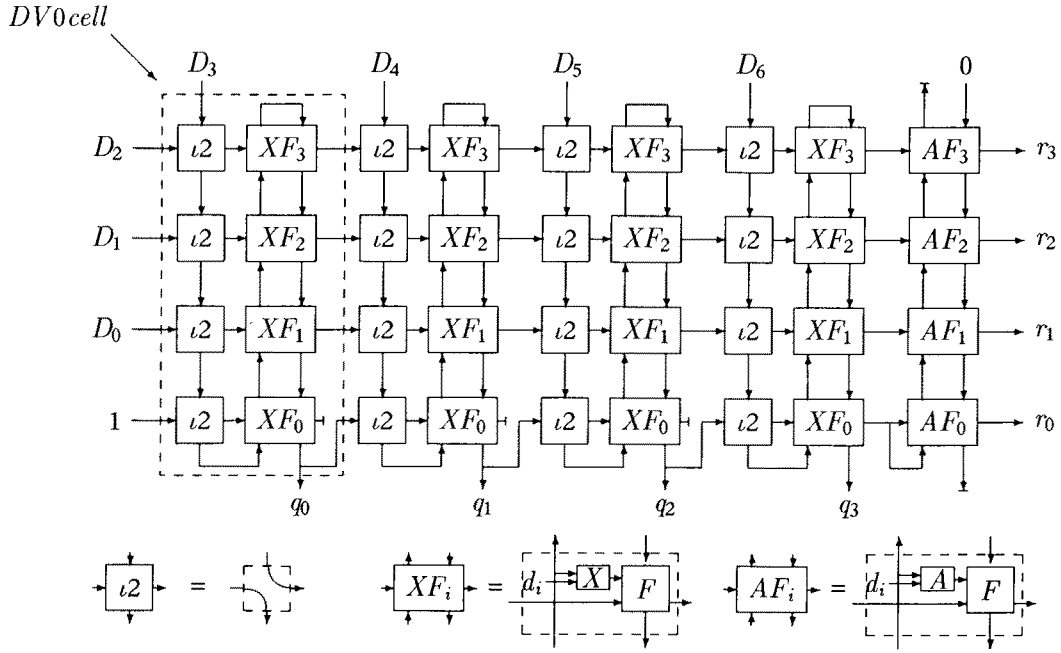 DV0cell
D₃ D₄ D₅ D₆ 0
D₂ ι2 XF₃ ι2 XF₃ ι2 XF₃ ι2 XF₃ AF₃ r₃
D₁ ι2 XF₂ ι2 XF₂ ι2 XF₂ ι2 XF₂ AF₂ r₂
D₀ ι2 XF₁ ι2 XF₁ ι2 XF₁ ι2 XF₁ AF₁ r₁
1 ι2 XF₀ ι2 XF₀ ι2 XF₀ ι2 XF₀ AF₀ r₀
q₀ q₁ q₂ q₃
ι2 = XFᵢ = dᵢ X F AFᵢ = dᵢ A F